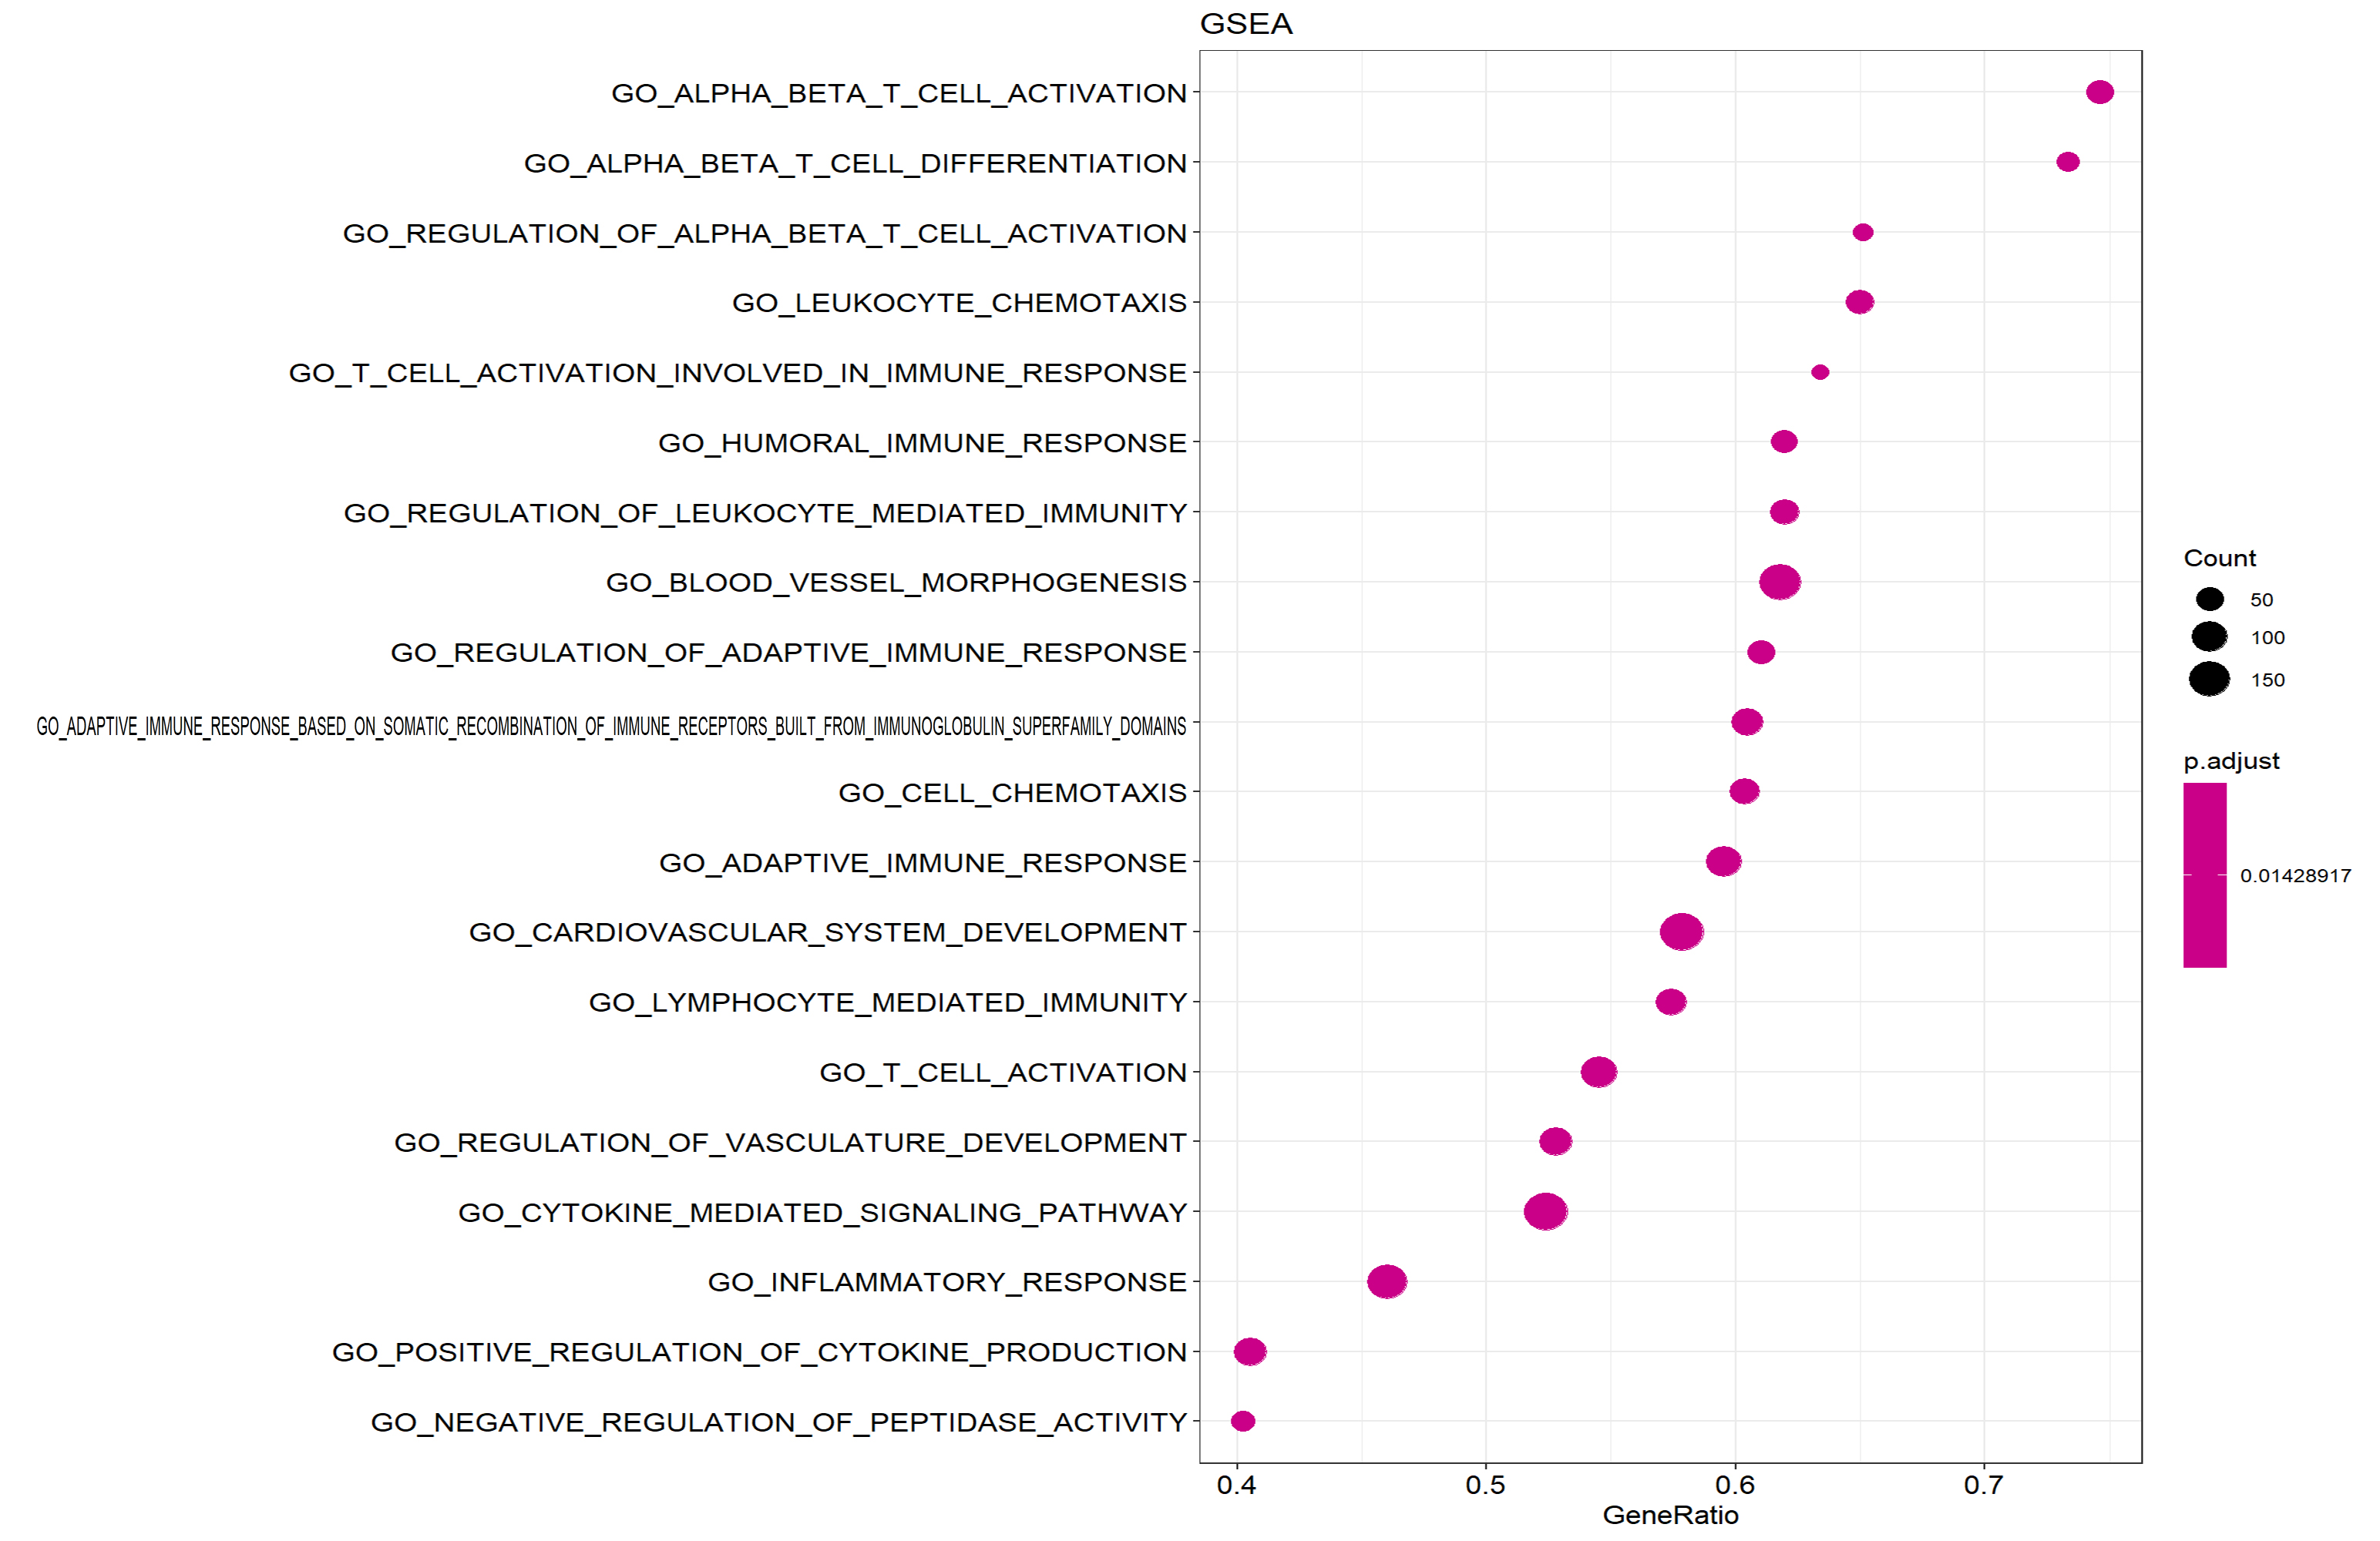 GSEA
GO_ALPHA_BETA_T_CELL_ACTIVATION
GO_ALPHA_BETA_T_CELL_DIFFERENTIATION
GO_REGULATION_OF_ALPHA_BETA_T_CELL_ACTIVATION
GO_LEUKOCYTE_CHEMOTAXIS
GO_T_CELL_ACTIVATION_INVOLVED_IN_IMMUNE_RESPONSE
GO_HUMORAL_IMMUNE_RESPONSE
GO_REGULATION_OF_LEUKOCYTE_MEDIATED_IMMUNITY
GO_BLOOD_VESSEL_MORPHOGENESIS
GO_REGULATION_OF_ADAPTIVE_IMMUNE_RESPONSE
GO_ADAPTIVE_IMMUNE_RESPONSE_BASED_ON_SOMATIC_RECOMBINATION_OF_IMMUNE_RECEPTORS_BUILT_FROM_IMMUNOGLOBULIN_SUPERFAMILY_DOMAINS
GO_CELL_CHEMOTAXIS
GO_ADAPTIVE_IMMUNE_RESPONSE
GO_CARDIOVASCULAR_SYSTEM_DEVELOPMENT
GO_LYMPHOCYTE_MEDIATED_IMMUNITY
GO_T_CELL_ACTIVATION
GO_REGULATION_OF_VASCULATURE_DEVELOPMENT
GO_CYTOKINE_MEDIATED_SIGNALING_PATHWAY
GO_INFLAMMATORY_RESPONSE
GO_POSITIVE_REGULATION_OF_CYTOKINE_PRODUCTION
GO_NEGATIVE_REGULATION_OF_PEPTIDASE_ACTIVITY
0.4 0.5 0.6 0.7
GeneRatio
Count
50
100
150
p.adjust
0.01428917